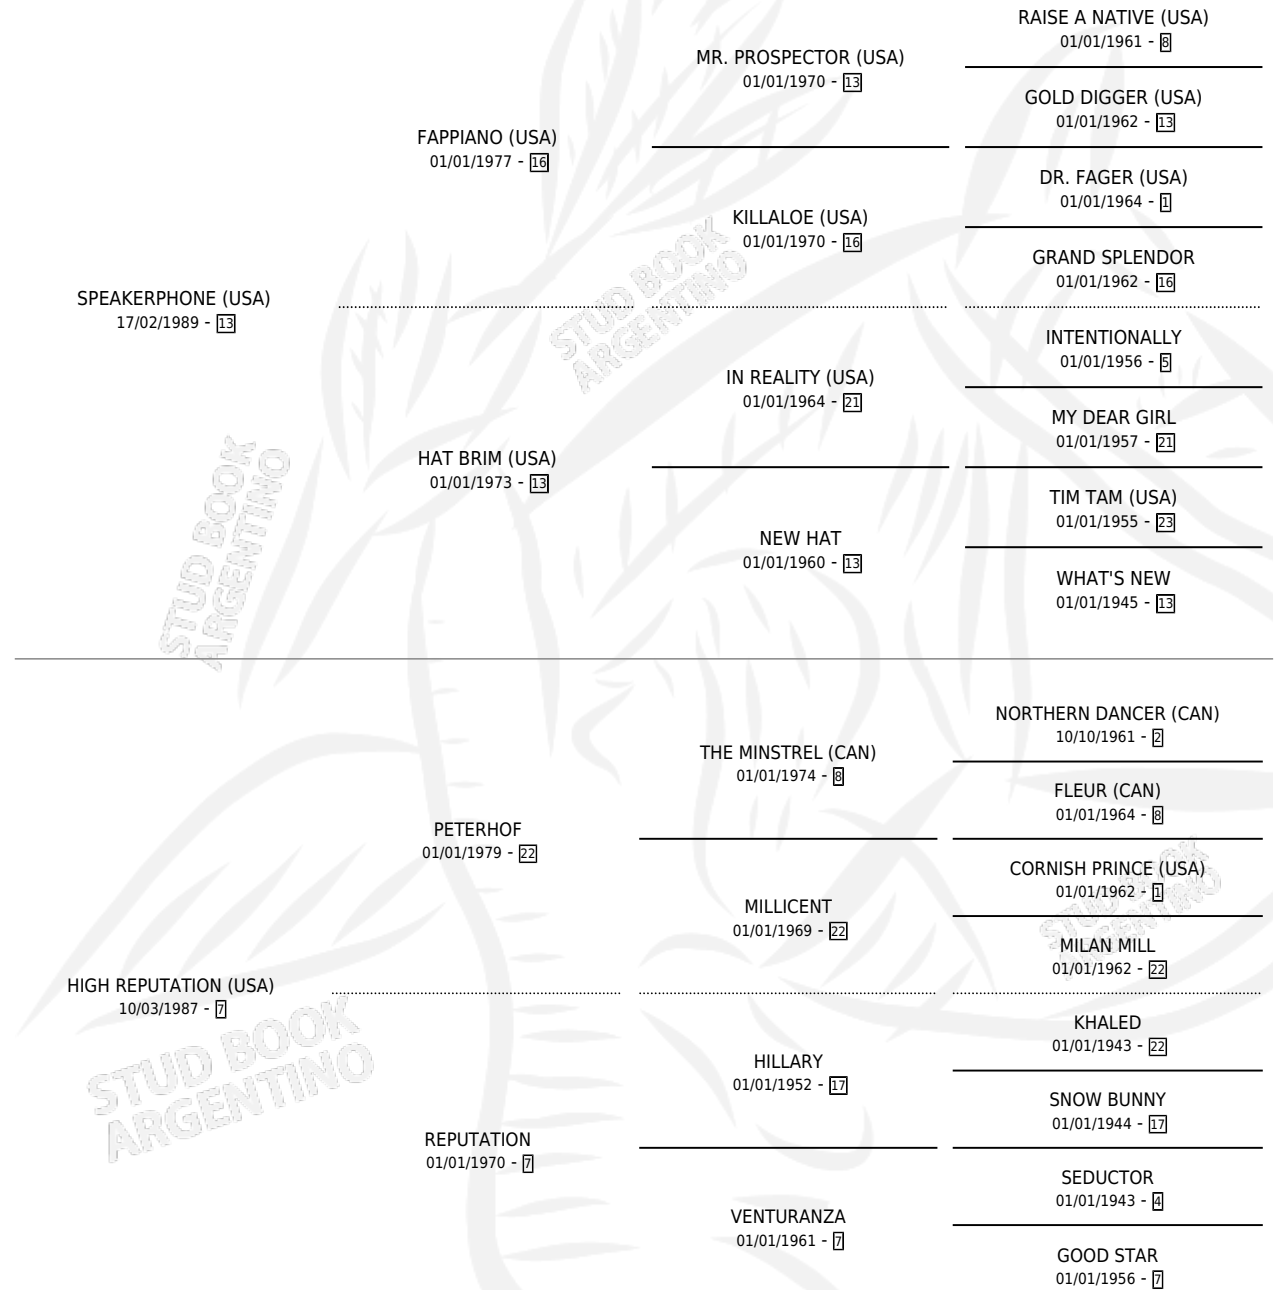 RAISE A NATIVE (USA)
01/01/1961 - 8
MR. PROSPECTOR (USA)
01/01/1970 - 13
GOLD DIGGER (USA)
01/01/1962 - 13
FAPPIANO (USA)
01/01/1977 - 16
DR. FAGER (USA)
01/01/1964 - 1
KILLALOE (USA)
01/01/1970 - 16
GRAND SPLENDOR
01/01/1962 - 16
SPEAKERPHONE (USA)
17/02/1989 - 13
INTENTIONALLY
01/01/1956 - 5
IN REALITY (USA)
01/01/1964 - 21
MY DEAR GIRL
01/01/1957 - 21
HAT BRIM (USA)
01/01/1973 - 13
TIM TAM (USA)
01/01/1955 - 23
NEW HAT
01/01/1960 - 13
WHAT'S NEW
01/01/1945 - 13
STUD BOOK
ARGENTINO
STUD BOOK
ARGENTINO
NORTHERN DANCER (CAN)
10/10/1961 - 2
THE MINSTREL (CAN)
01/01/1974 - 8
FLEUR (CAN)
01/01/1964 - 8
PETERHOF
01/01/1979 - 22
CORNISH PRINCE (USA)
01/01/1962 - 1
MILLICENT
01/01/1969 - 22
MILAN MILL
01/01/1962 - 22
HIGH REPUTATION (USA)
10/03/1987 - 7
KHALED
01/01/1943 - 22
HILLARY
01/01/1952 - 17
SNOW BUNNY
01/01/1944 - 17
REPUTATION
01/01/1970 - 7
SEDUCTOR
01/01/1943 - 4
VENTURANZA
01/01/1961 - 7
GOOD STAR
01/01/1956 - 7
STUD BOOK
ARGENTINO
STUD BOOK
ARGENTINO